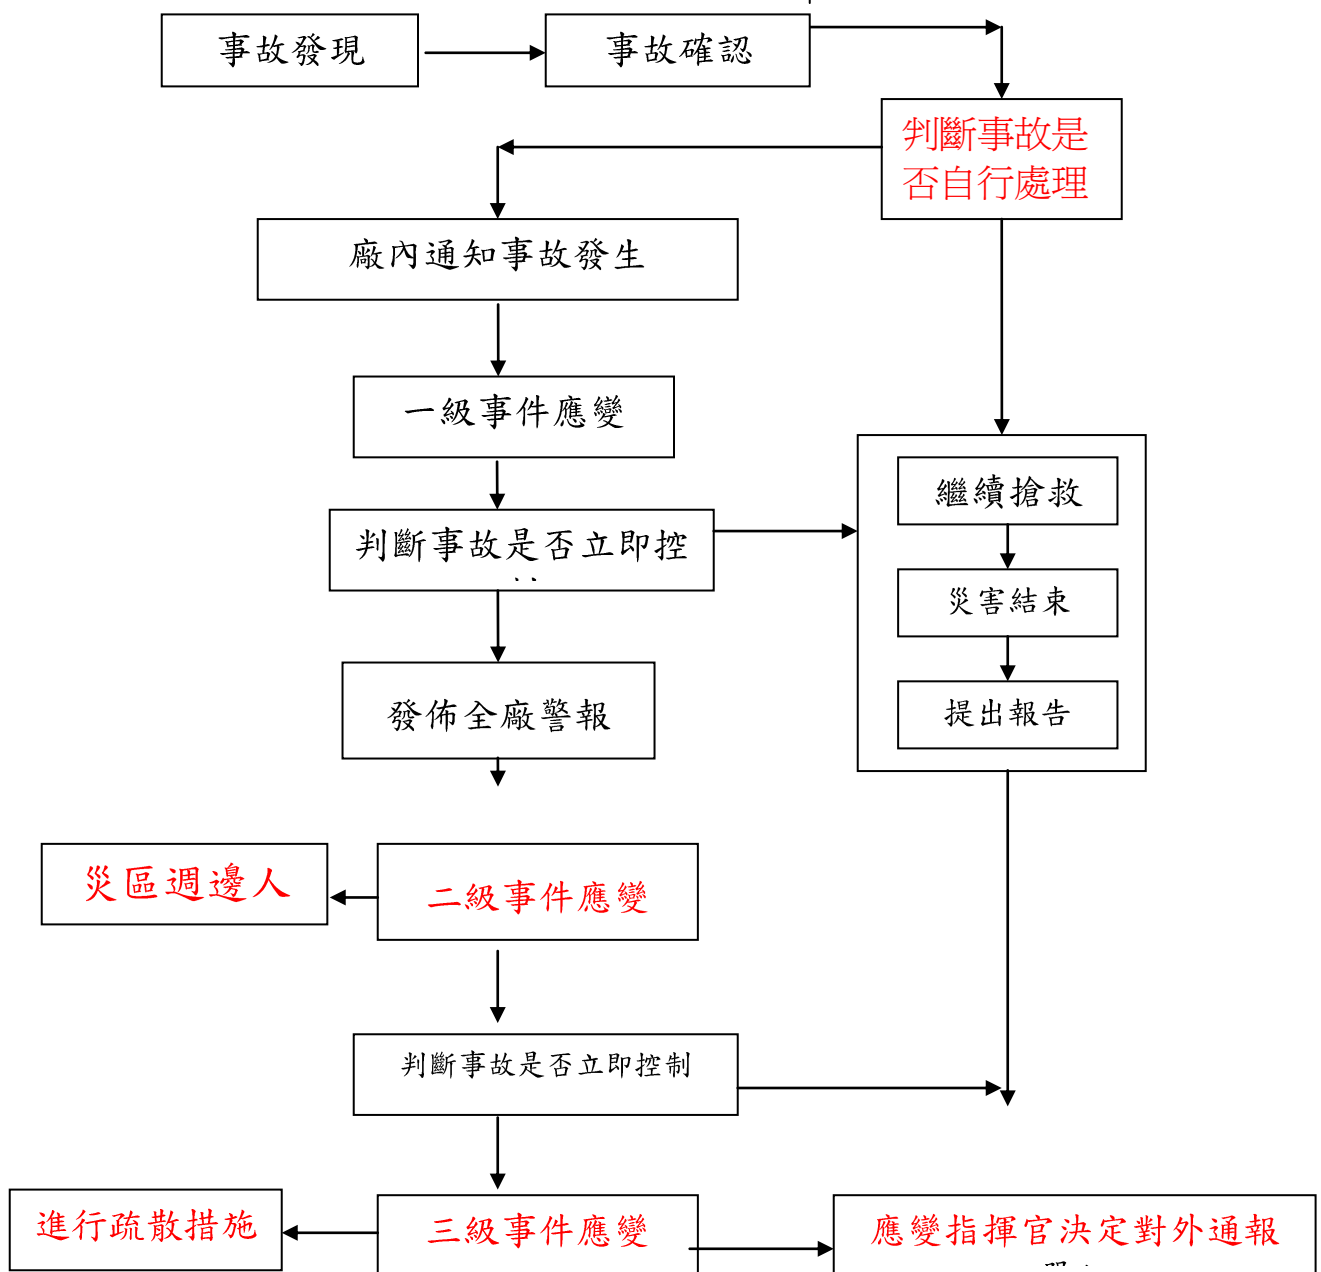 事故發現
事故確認
判斷事故是
否自行處理
廠內通知事故發生
一級事件應變
判斷事故是否立即控
繼續搶救
災害結束
提出報告
發佈全廠警報
災區週邊人
二級事件應變
判斷事故是否立即控制
進行疏散措施
三級事件應變
應變指揮官決定對外通報